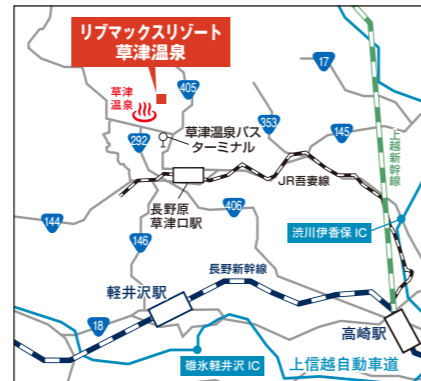 リブマックスリゾート
草津温泉
17
405
草津
温泉
353
草津温泉バス
ターミナル
145
292
上越新幹線
JR吾妻線
長野原
草津口駅
406
144
渋川伊香保 IC
146
長野新幹線
軽井沢駅
18
高崎駅
碓氷軽井沢 IC
上信越自動車道